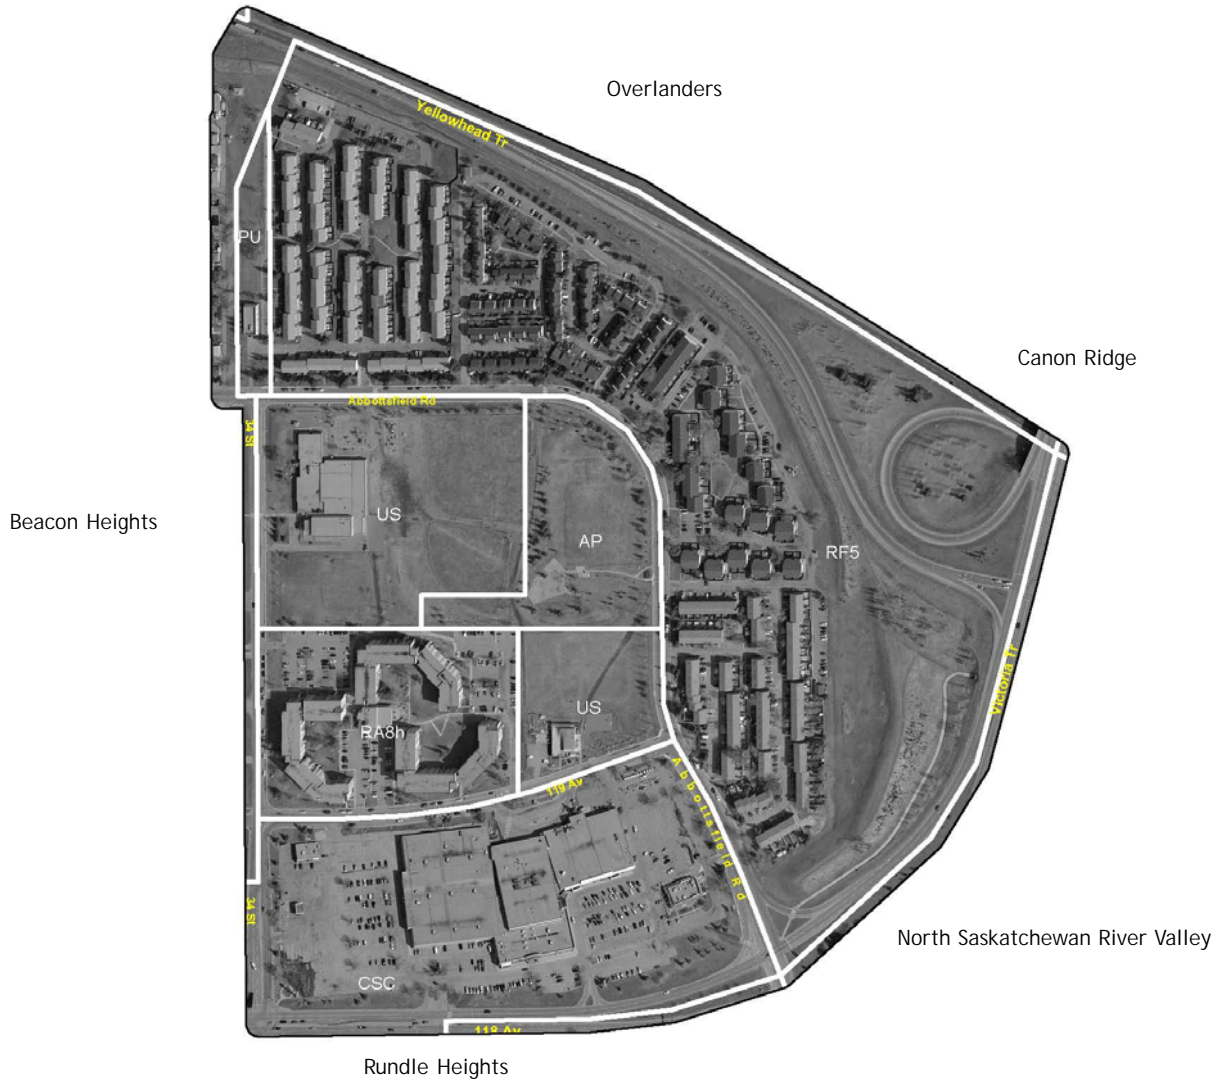 Overlanders
Yellowhead Tr
PU
Canon Ridge
Abbottsfield Rd
34 St
Beacon Heights
US
AP
RF5
Victoria Tr
US
RA8h
119 Av
Abbottsfield Rd
34 St
North Saskatchewan River Valley
CSC
118 Av
Rundle Heights